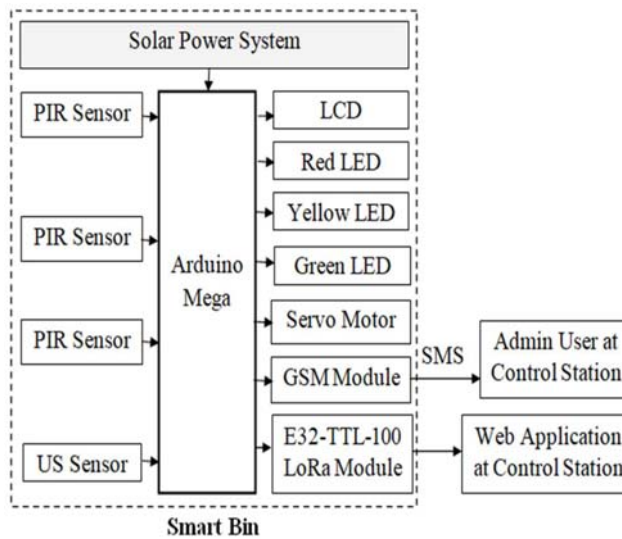 Solar Power System
PIR Sensor
PIR Sensor
PIR Sensor
US Sensor
Arduino
Mega
LCD
Red LED
Yellow LED
Green LED
Servo Motor
GSM Module
E32-TTL-100
LoRa Module
SMS
Admin User at
Control Station
Web Application
at Control Station
Smart Bin